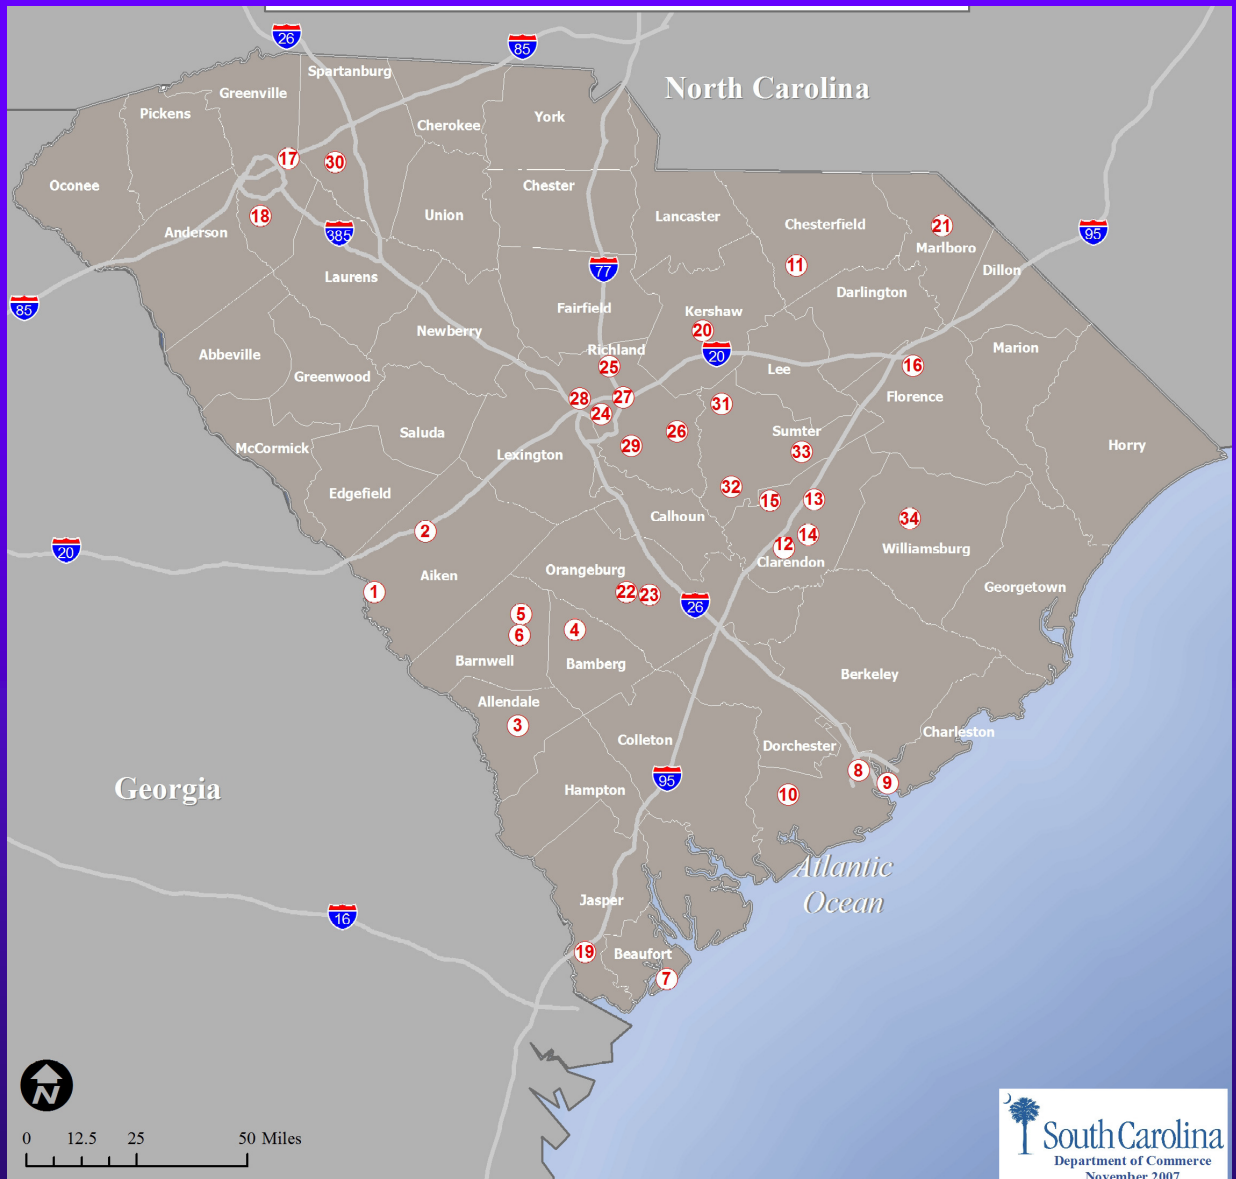 26
85
North Carolina
Spartanburg
Greenville
Pickens
York
Cherokee
17
30
Oconee
Chester
18
Union
Lancaster
Chesterfield
21
Anderson
385
95
Marlboro
11
77
Dillon
Laurens
Darlington
85
Fairfield
Kershaw
20
Newberry
Marion
Abbeville
Richland
20
25
Lee
16
Greenwood
28
27
31
Florence
24
Saluda
26
Sumter
McCormick
Lexington
29
33
Horry
Edgefield
32
15
13
Calhoun
34
2
14
12
Williamsburg
20
Clarendon
Aiken
Orangeburg
Georgetown
1
22
23
26
5
4
6
Barnwell
Bamberg
Berkeley
Allendale
3
Charleston
Colleton
Dorchester
8
95
9
Georgia
Hampton
10
Atlantic
Ocean
Jasper
16
19
Beaufort
7
N
0 12.5 25 50 Miles
South Carolina
Department of Commerce
November 2007